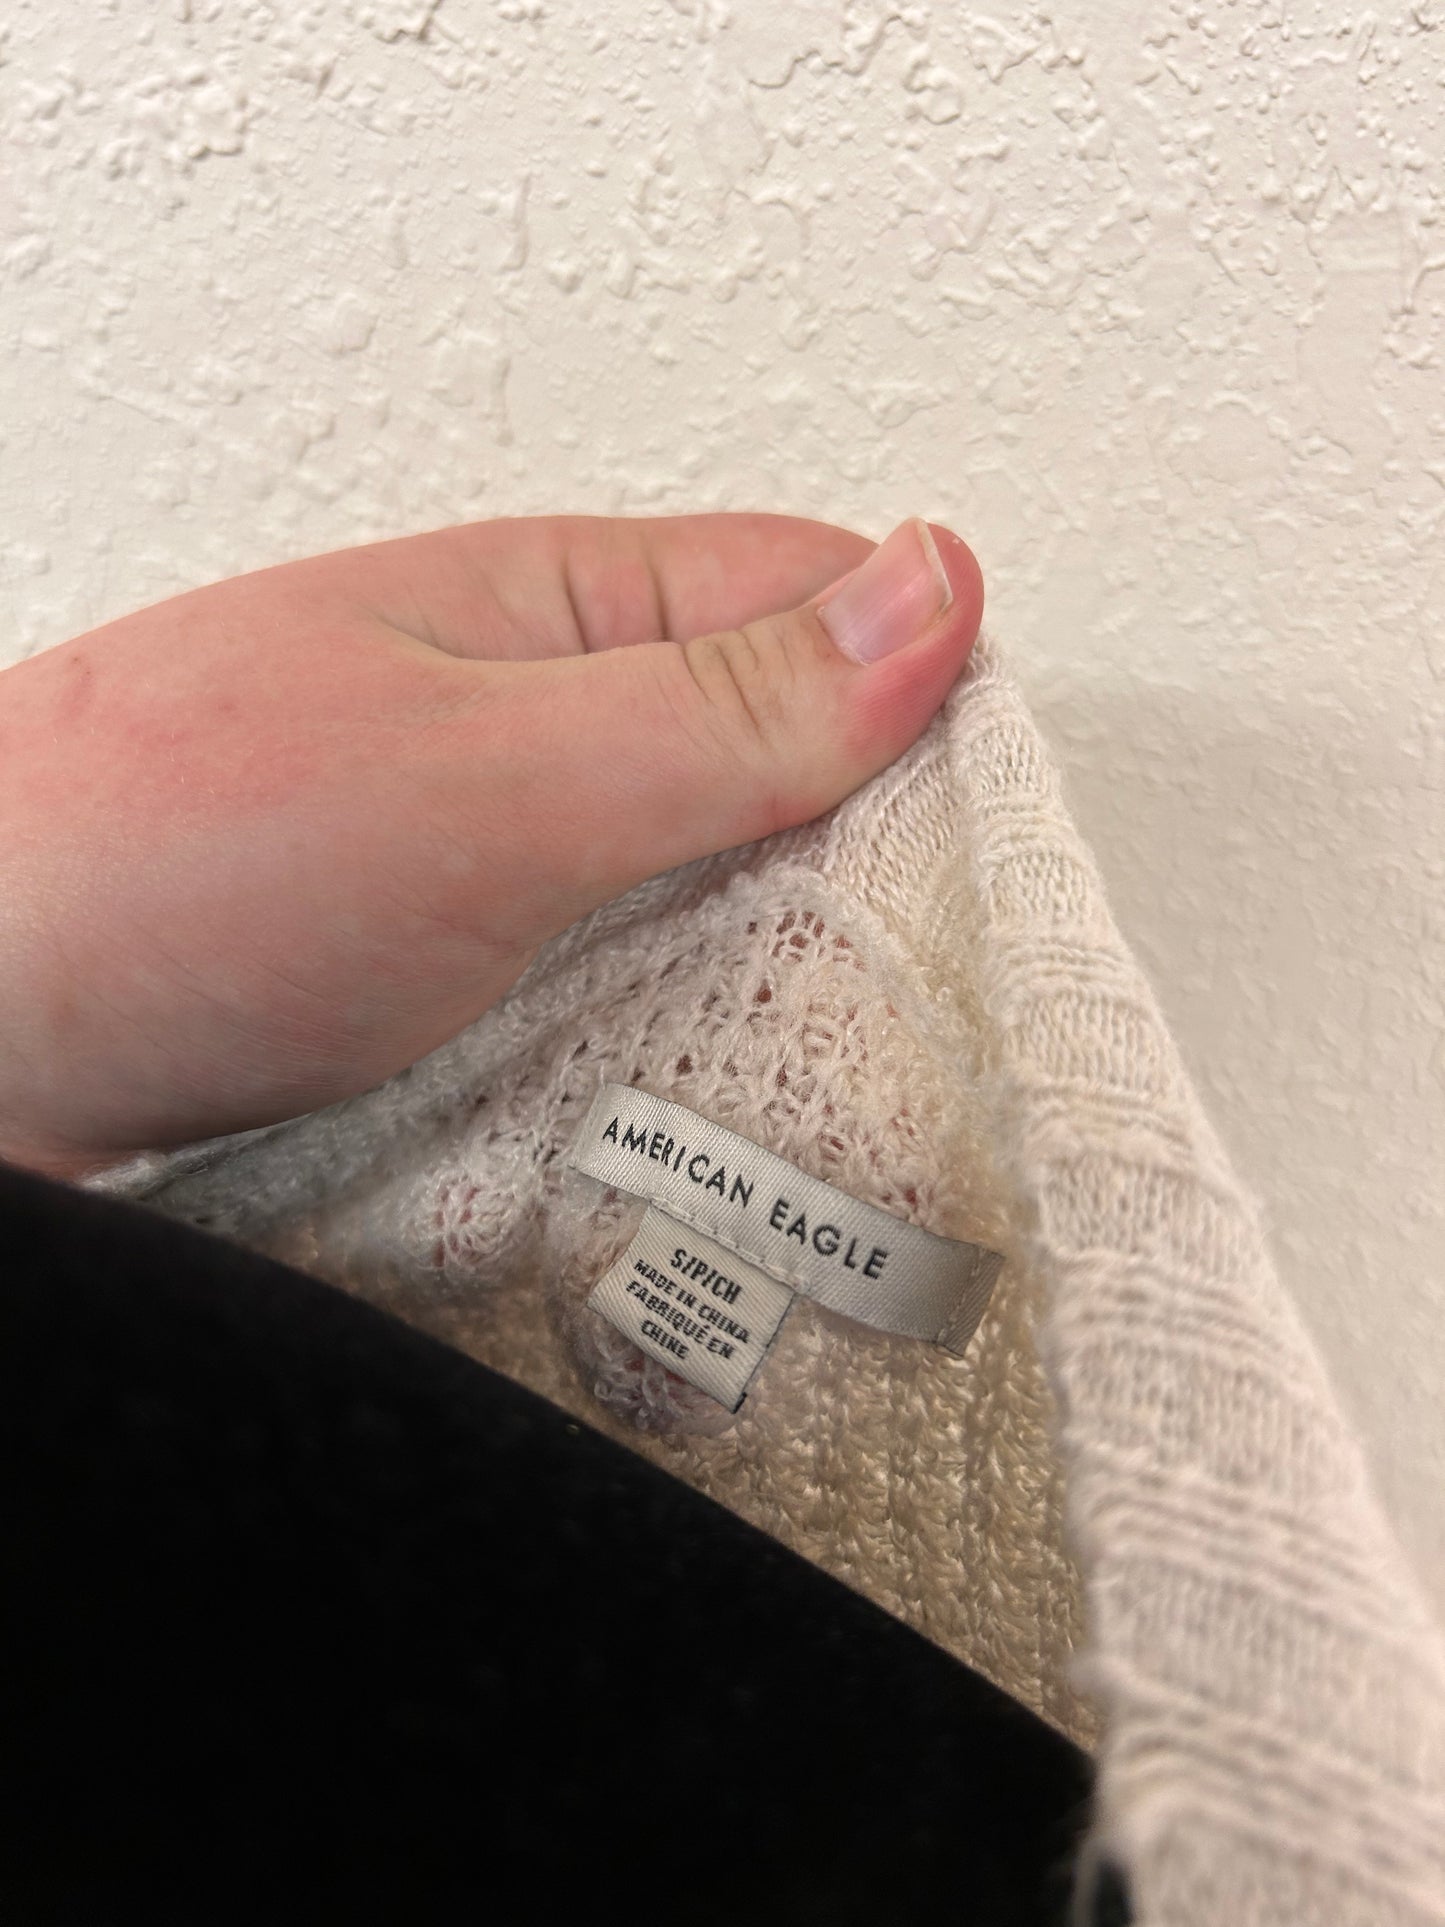 AMERICAN EAGLE
S/P/CH
MADE IN CHINA
FABRIQUÉ EN
CHINE